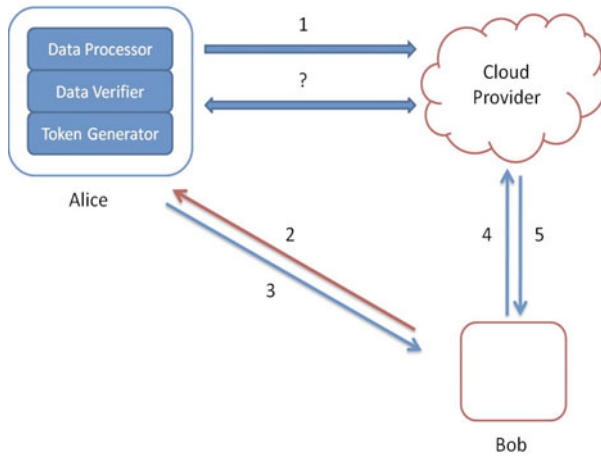 1
Data Processor
Cloud
Provider
?
Data Verifier
Token Generator
Alice
2
4
5
3
Bob